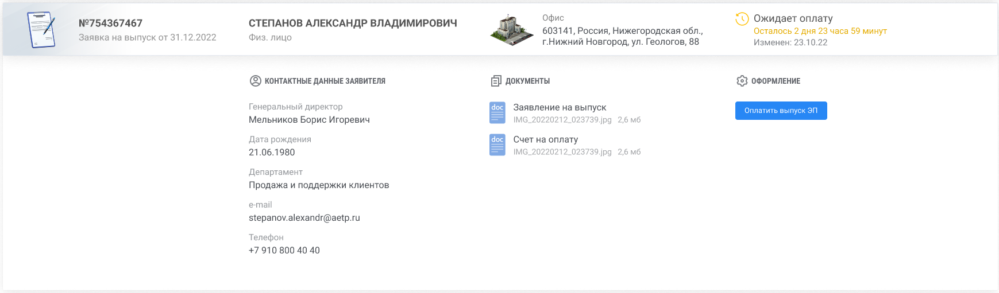 №754367467
Заявка на выпуск от 31.12.2022
СТЕПАНОВ АЛЕКСАНДР ВЛАДИМИРОВИЧ
Физ. лицо
Офис
603141, Россия, Нижегородская обл.,
г.Нижний Новгород, ул. Геологов, 88
Ожидает оплату
Осталось 2 дня 23 часа 59 минут
Изменен: 23.10.22
КОНТАКТНЫЕ ДАННЫЕ ЗАЯВИТЕЛЯ
Генеральный директор
Мельников Борис Игоревич
Дата рождения
21.06.1980
Департамент
Продажа и поддержки клиентов
e-mail
stepanov.alexandr@aetp.ru
Телефон
+7 910 800 40 40
ДОКУМЕНТЫ
doc
Заявление на выпуск
IMG_20220212_023739.jpg 2,6 мб
doc
Счет на оплату
IMG_20220212_023739.jpg 2,6 мб
ОФОРМЛЕНИЕ
Оплатить выпуск ЭП